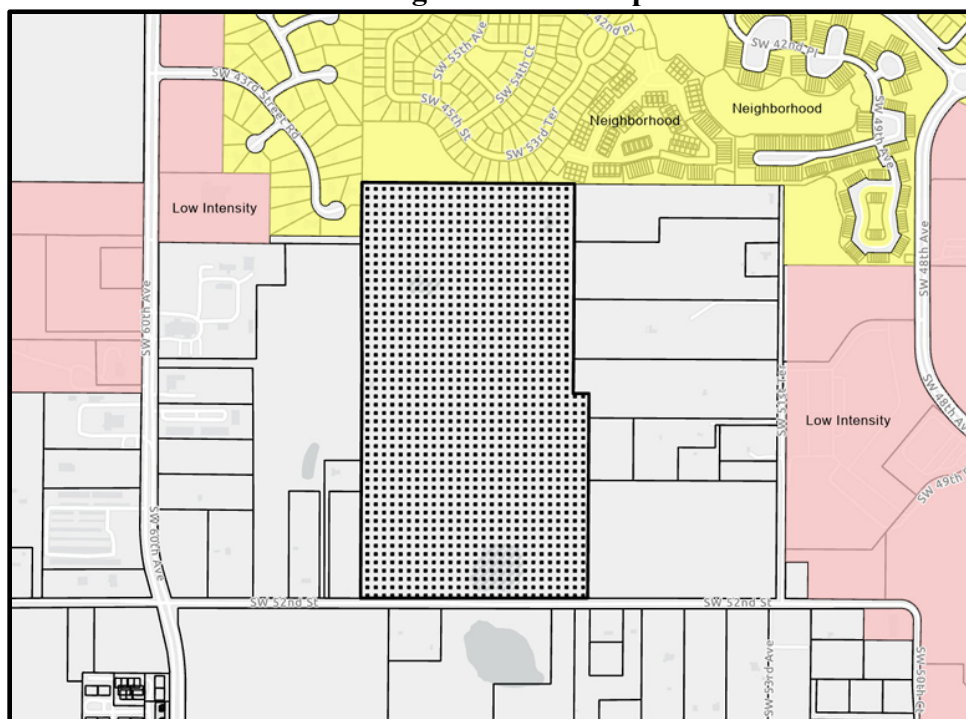 SW 42nd Pl
SW 55th Ave
SW 54th Ct
SW 42nd Pl
SW 43rd Street Rd
SW 45th St
SW 53rd Ter
Neighborhood
Neighborhood
SW 49th Ave
Low Intensity
SW 48th Ave
SW 60th Ave
SW 51st Ter
Low Intensity
SW 48th Av
SW 49th
SW 60th Ave
SW 52nd St
SW 52nd St
SW 53rd Ave
SW 50th Ct